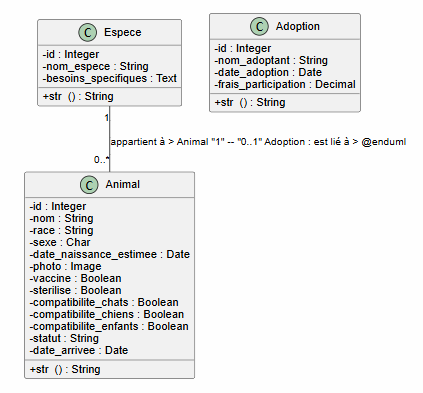 C Espece
-id : Integer
-nom_espece : String
-besoins_specifiques : Text
+str () : String
C Adoption
-id : Integer
-nom_adoptant : String
-date_adoption : Date
-frais_participation : Decimal
+str () : String
1
appartient à > Animal "1" -- "0..1" Adoption : est lié à > @enduml
0..*
C Animal
-id : Integer
-nom : String
-race : String
-sexe : Char
-date_naissance_estimee : Date
-photo : Image
-vaccine : Boolean
-sterilise : Boolean
-compatibilite_chats : Boolean
-compatibilite_chiens : Boolean
-compatibilite_enfants : Boolean
-statut : String
-date_arrivee : Date
+str () : String